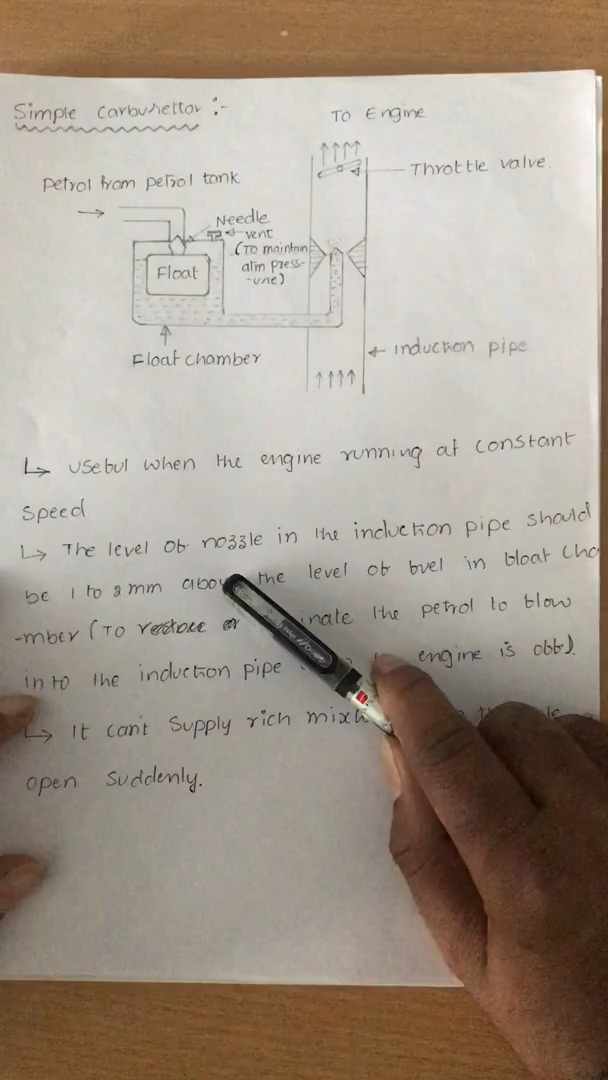 Simple Carburettor :-
To Engine
Throttle valve
Petrol from petrol tank
Needle
vent
(To maintain
atm press-
-ure)
Float
Float chamber
induction pipe
↳ useful when the engine running at constant
speed
↳ The level of nozzle in the induction pipe should
be 1 to 2 mm the level of fuel in float cha
-mber (To the petrol to blow
into the induction pipe engine is off).
↳ It can't supply rich
open suddenly.